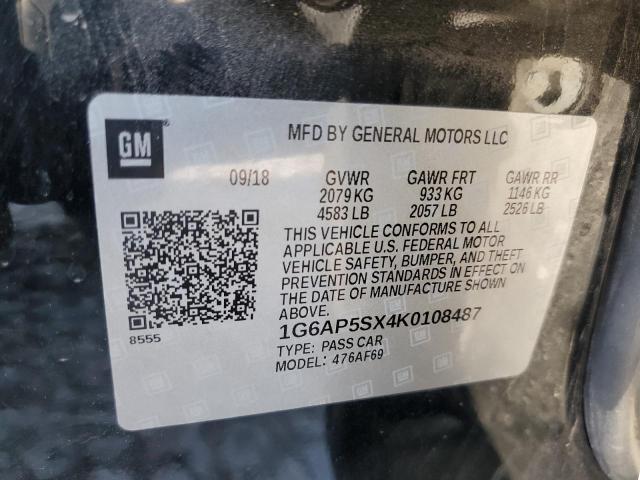 GM
MFD BY GENERAL MOTORS LLC
09/18 GVWR GAWR FRT GAWR RR
2079 KG 933 KG 1146 KG
4583 LB 2057 LB 2526 LB
THIS VEHICLE CONFORMS TO ALL
APPLICABLE U.S. FEDERAL MOTOR
VEHICLE SAFETY, BUMPER, AND THEFT
PREVENTION STANDARDS IN EFFECT ON
THE DATE OF MANUFACTURE SHOWN
ABOVE.
8555
1G6AP5SX4K0108487
TYPE: PASS CAR
MODEL: 476AF69